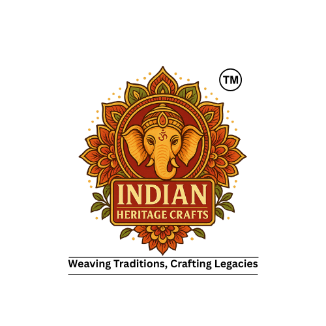 TM
ॐ
INDIAN
HERITAGE CRAFTS
Weaving Traditions, Crafting Legacies